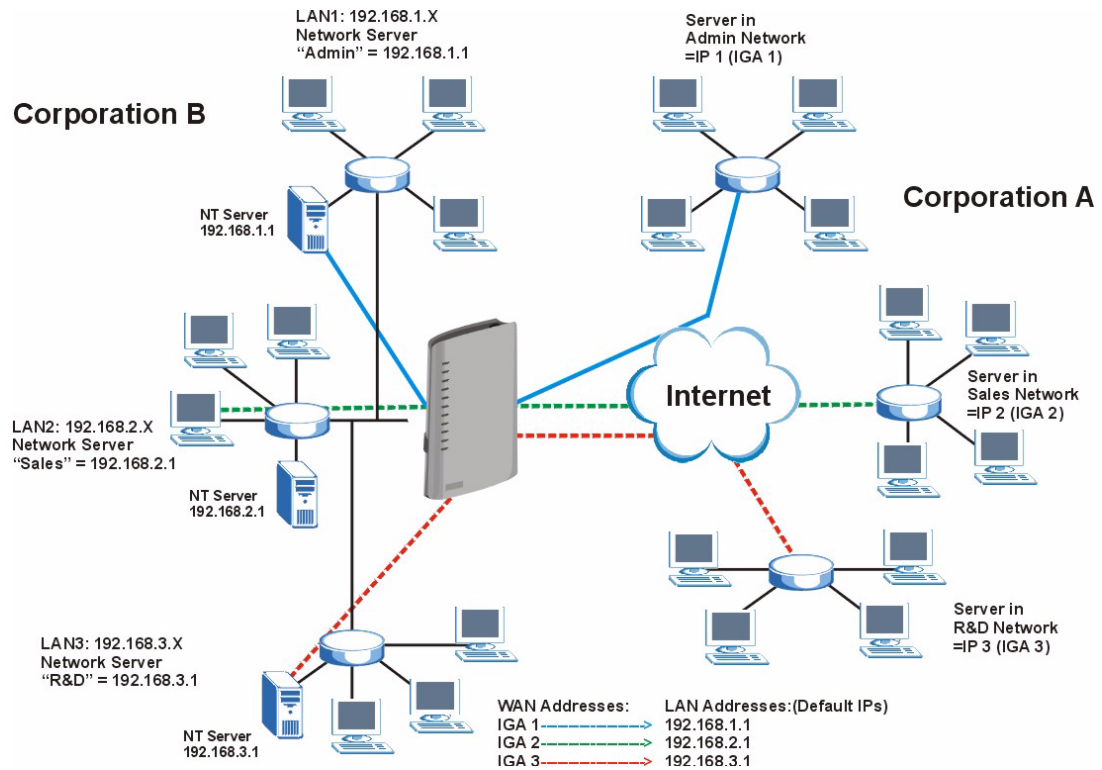 LAN1: 192.168.1.X
Network Server
“Admin” = 192.168.1.1
Server in
Admin Network
=IP 1 (IGA 1)
Corporation B
Corporation A
NT Server
192.168.1.1
Internet
Server in
Sales Network
=IP 2 (IGA 2)
LAN2: 192.168.2.X
Network Server
“Sales” = 192.168.2.1
NT Server
192.168.2.1
Server in
R&D Network
=IP 3 (IGA 3)
LAN3: 192.168.3.X
Network Server
“R&D” = 192.168.3.1
NT Server
192.168.3.1
WAN Addresses: LAN Addresses:(Default IPs)
IGA 1 192.168.1.1
IGA 2 192.168.2.1
IGA 3 192.168.3.1